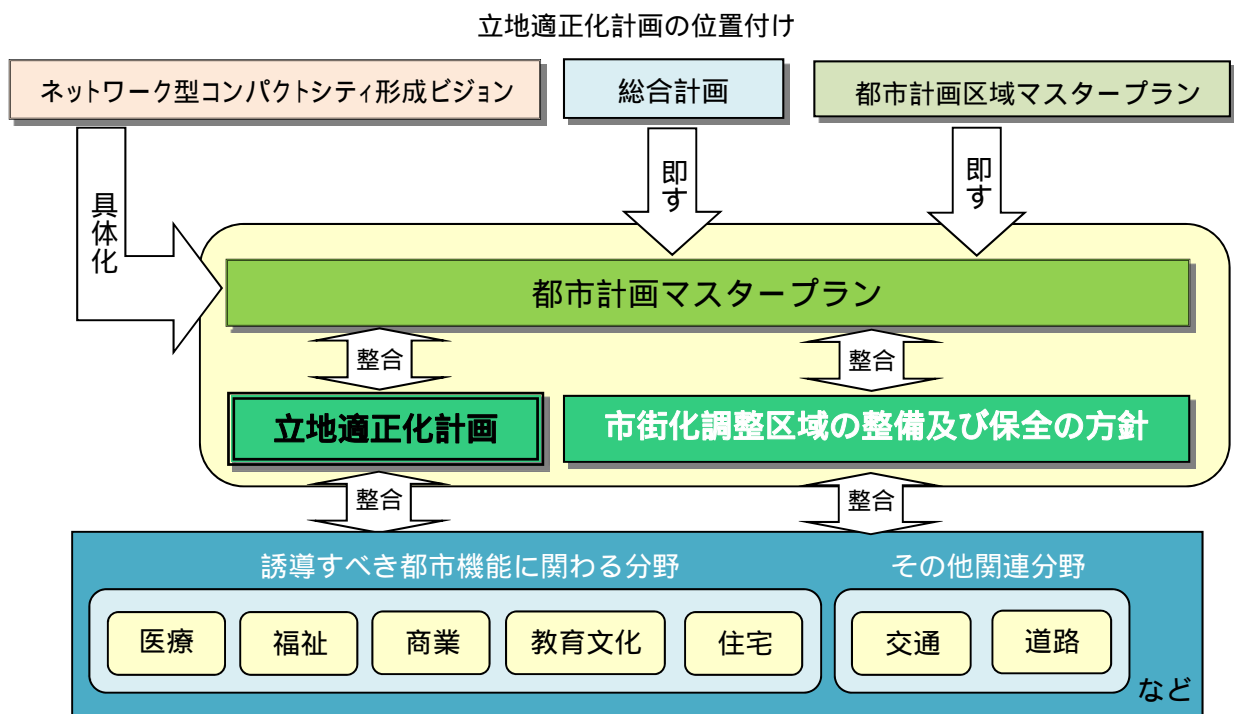 立地適正化計画の位置付け
ネットワーク型コンパクトシティ形成ビジョン
総合計画
都市計画区域マスタープラン
具体化
即す
即す
都市計画マスタープラン
整合
整合
立地適正化計画
市街化調整区域の整備及び保全の方針
整合
整合
誘導すべき都市機能に関わる分野
その他関連分野
医療
福祉
商業
教育文化
住宅
交通
道路
など